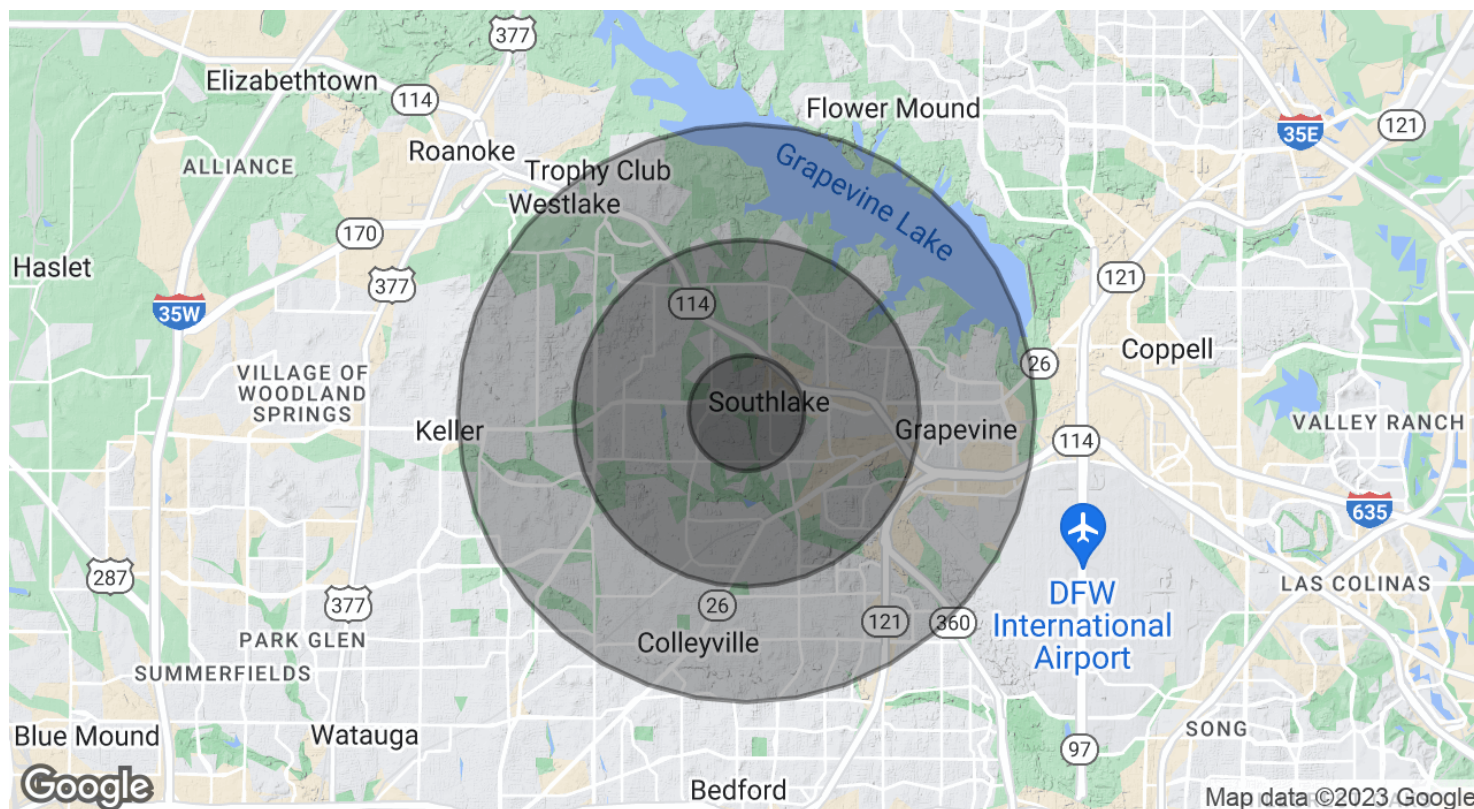 377
Elizabethtown
114
Flower Mound
35E
121
Roanoke
ALLIANCE
Trophy Club
Westlake
Grapevine Lake
170
Haslet
377
121
114
35W
Coppell
26
VILLAGE OF
WOODLAND
SPRINGS
Southlake
Keller
Grapevine
114
VALLEY RANCH
635
287
377
26
DFW
International
Airport
LAS COLINAS
121
360
PARK GLEN
Colleyville
SUMMERFIELDS
Blue Mound
Watauga
SONG
97
Google
Bedford
Map data ©2023 Google